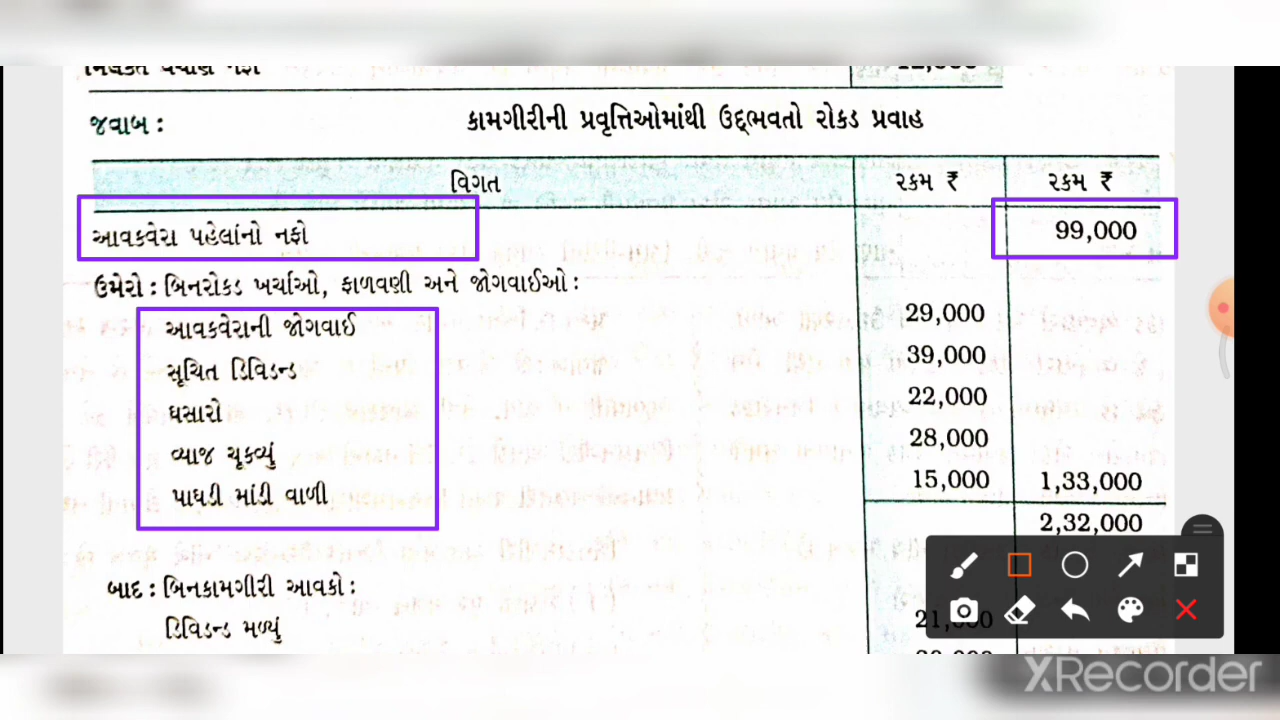 જવાબ : કામગીરીની પ્રવૃત્તિઓમાંથી ઉદ્ભવતો રોકડ પ્રવાહ
વિગત રકમ ₹ રકમ ₹
આવકવેરા પહેલાંનો નફો 99,000
ઉમેરો : બિનરોકડ ખર્ચાઓ, ફાળવણી અને જોગવાઈઓ :
આવકવેરાની જોગવાઈ 29,000
સૂચિત ડિવિડન્ડ 39,000
ઘસારો 22,000
વ્યાજ ચૂકવ્યું 28,000
પાઘડી માંડી વાળી 15,000 1,33,000
2,32,000
બાદ : બિનકામગીરી આવકો :
ડિવિડન્ડ મળ્યું
XRecorder